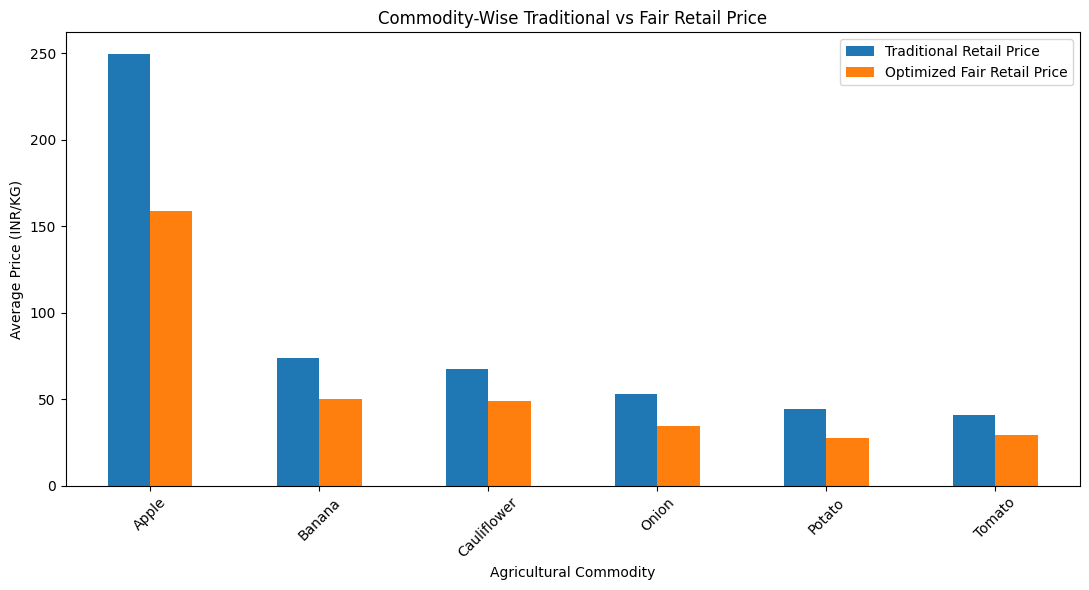 Commodity-Wise Traditional vs Fair Retail Price
Traditional Retail Price
Optimized Fair Retail Price
Average Price (INR/KG)
250
200
150
100
50
0
Apple
Banana
Cauliflower
Onion
Potato
Tomato
Agricultural Commodity